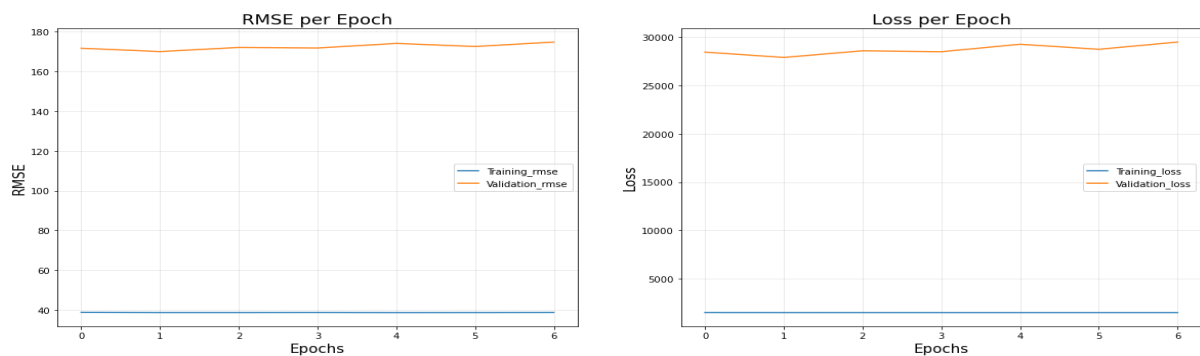 RMSE per Epoch
180
160
140
120
100
80
60
40
RMSE
Training_rmse
Validation_rmse
0 1 2 3 4 5 6
Epochs
Loss per Epoch
30000
25000
20000
15000
10000
5000
Loss
Training_loss
Validation_loss
0 1 2 3 4 5 6
Epochs